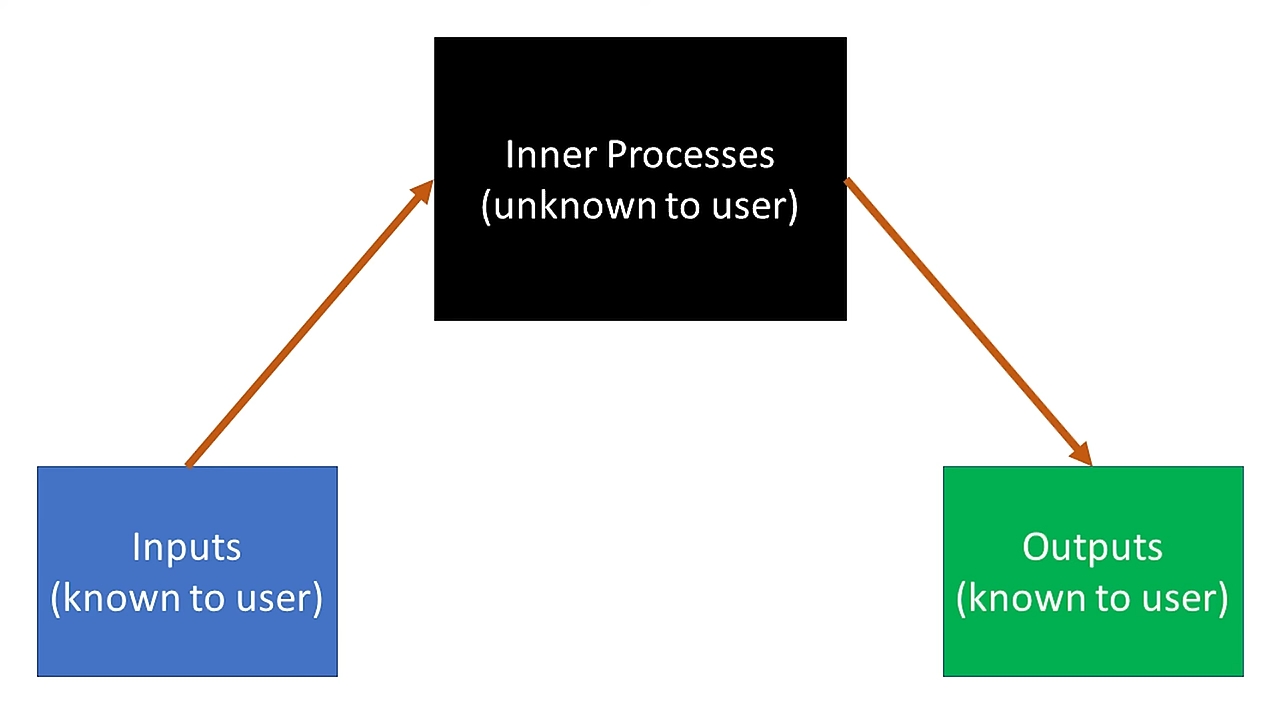 Inner Processes
(unknown to user)
Inputs
(known to user)
Outputs
(known to user)